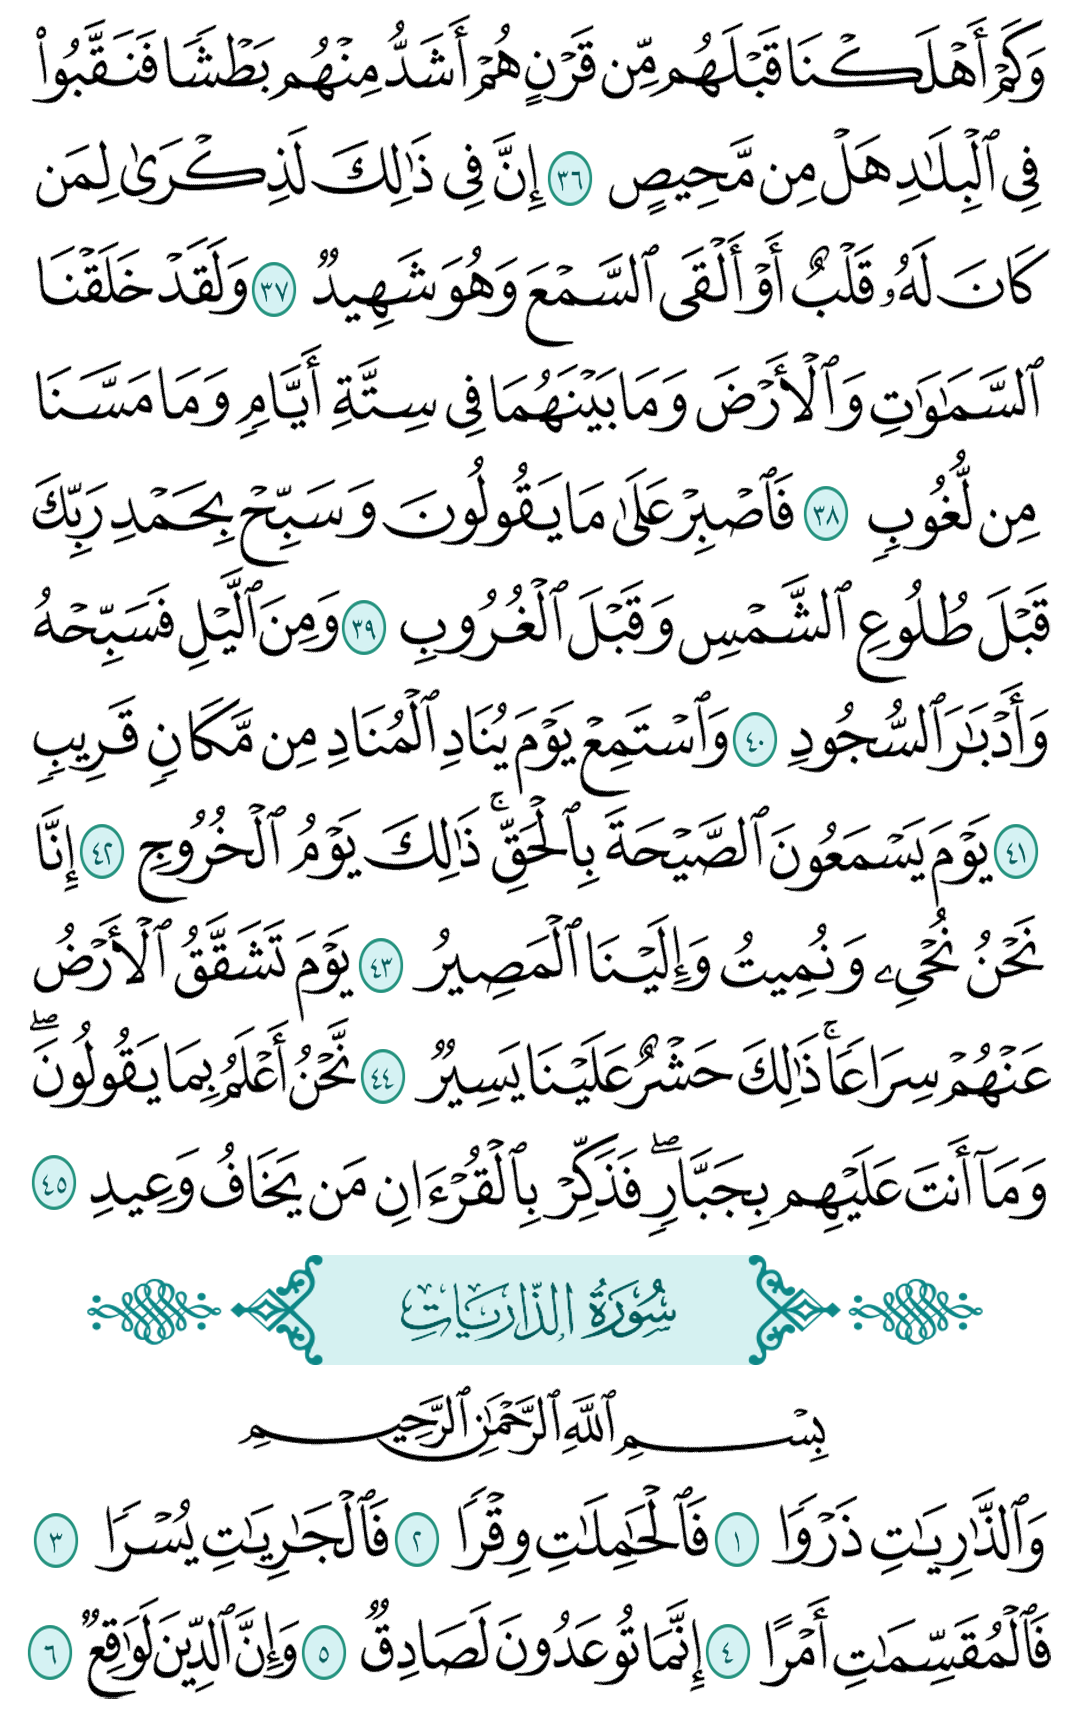 وَكَمْ أَهْلَكْنَا قَبْلَهُم مِّن قَرْنٍ هُمْ أَشَدُّ مِنْهُم بَطْشًا فَنَقَّبُوا۟
فِى ٱلْبِلَـٰدِ هَلْ مِن مَّحِيصٍ ٣٦ إِنَّ فِى ذَٰلِكَ لَذِكْرَىٰ لِمَن
كَانَ لَهُۥ قَلْبٌ أَوْ أَلْقَى ٱلسَّمْعَ وَهُوَ شَهِيدٌ ٣٧ وَلَقَدْ خَلَقْنَا
ٱلسَّمَـٰوَٰتِ وَٱلْأَرْضَ وَمَا بَيْنَهُمَا فِى سِتَّةِ أَيَّامٍ وَمَا مَسَّنَا
مِن لُّغُوبٍ ٣٨ فَٱصْبِرْ عَلَىٰ مَا يَقُولُونَ وَسَبِّحْ بِحَمْدِ رَبِّكَ
قَبْلَ طُلُوعِ ٱلشَّمْسِ وَقَبْلَ ٱلْغُرُوبِ ٣٩ وَمِنَ ٱلَّيْلِ فَسَبِّحْهُ
وَأَدْبَـٰرَ ٱلسُّجُودِ ٤٠ وَٱسْتَمِعْ يَوْمَ يُنَادِ ٱلْمُنَادِ مِن مَّكَانٍ قَرِيبٍ
٤١ يَوْمَ يَسْمَعُونَ ٱلصَّيْحَةَ بِٱلْحَقِّ ۚ ذَٰلِكَ يَوْمُ ٱلْخُرُوجِ ٤٢ إِنَّا
نَحْنُ نُحْىِۦ وَنُمِيتُ وَإِلَيْنَا ٱلْمَصِيرُ ٤٣ يَوْمَ تَشَقَّقُ ٱلْأَرْضُ
عَنْهُمْ سِرَاعًا ۚ ذَٰلِكَ حَشْرٌ عَلَيْنَا يَسِيرٌ ٤٤ نَّحْنُ أَعْلَمُ بِمَا يَقُولُونَ ۖ
وَمَآ أَنتَ عَلَيْهِم بِجَبَّارٍ ۖ فَذَكِّرْ بِٱلْقُرْءَانِ مَن يَخَافُ وَعِيدِ ٤٥
سُورَةُ الذَّارِيَاتِ
بِسْمِ ٱللَّهِ ٱلرَّحْمَـٰنِ ٱلرَّحِيمِ
وَٱلذَّٰرِيَـٰتِ ذَرْوًا ١ فَٱلْحَـٰمِلَـٰتِ وِقْرًا ٢ فَٱلْجَـٰرِيَـٰتِ يُسْرًا ٣
فَٱلْمُقَسِّمَـٰتِ أَمْرًا ٤ إِنَّمَا تُوعَدُونَ لَصَادِقٌ ٥ وَإِنَّ ٱلدِّينَ لَوَٰقِعٌ ٦